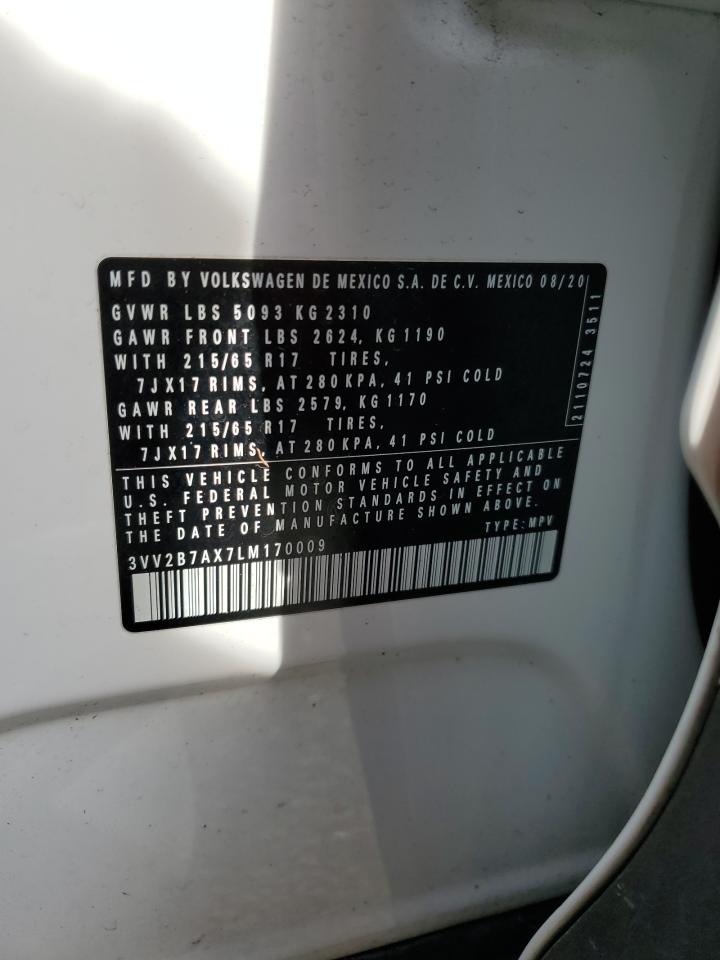 MFD BY VOLKSWAGEN DE MEXICO S.A. DE C.V. MEXICO 08/20
GVWR LBS 5093 KG 2310
GAWR FRONT LBS 2624, KG 1190
WITH 215/65 R17 TIRES,
7JX17 RIMS, AT 280 KPA, 41 PSI COLD
GAWR REAR LBS 2579, KG 1170
WITH 215/65 R17 TIRES,
7JX17 RIMS, AT 280 KPA, 41 PSI COLD
2110724 3511
THIS VEHICLE CONFORMS TO ALL APPLICABLE
U.S. FEDERAL MOTOR VEHICLE SAFETY AND
THEFT PREVENTION STANDARDS IN EFFECT ON
THE DATE OF MANUFACTURE SHOWN ABOVE.
TYPE: MPV
3VV2B7AX7LM170009